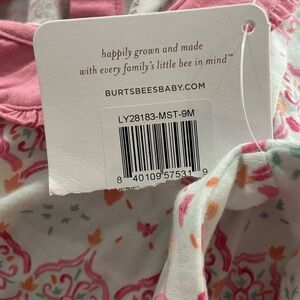 happily grown and made
with every family's little bee in mind™
BURTSBEESBABY.COM
LY28183-MST-9M
8 40109 57531 9